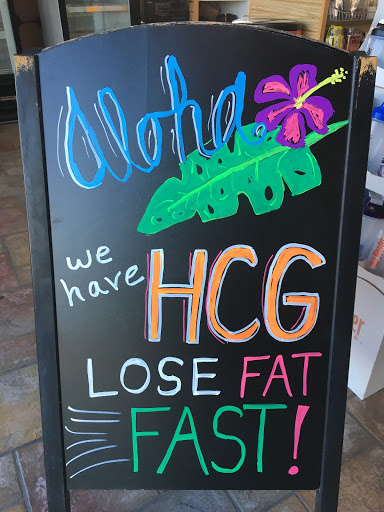 Aloha
we
have HCG
LOSE FAT
FAST!